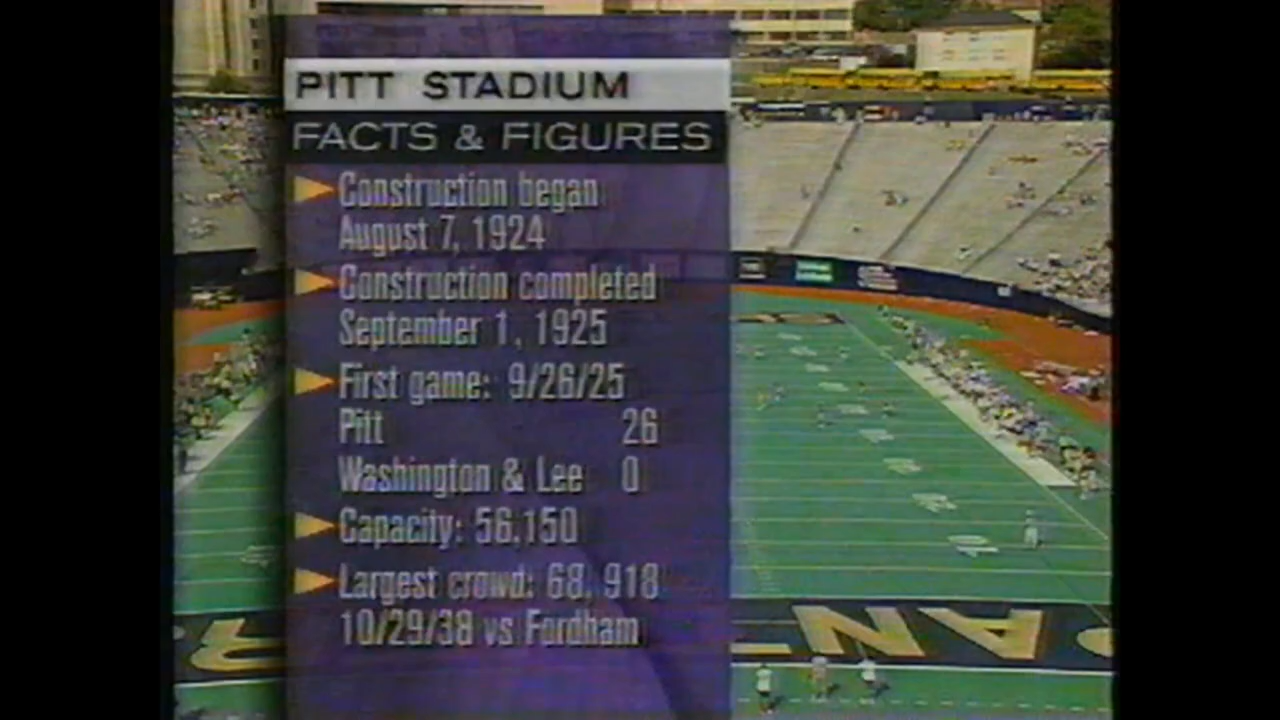 PITT STADIUM
FACTS & FIGURES
Construction began
August 7, 1924
Construction completed
September 1, 1925
First game: 9/26/25
Pitt 26
Washington & Lee 0
Capacity: 56,150
Largest crowd: 68, 918
10/29/38 vs Fordham